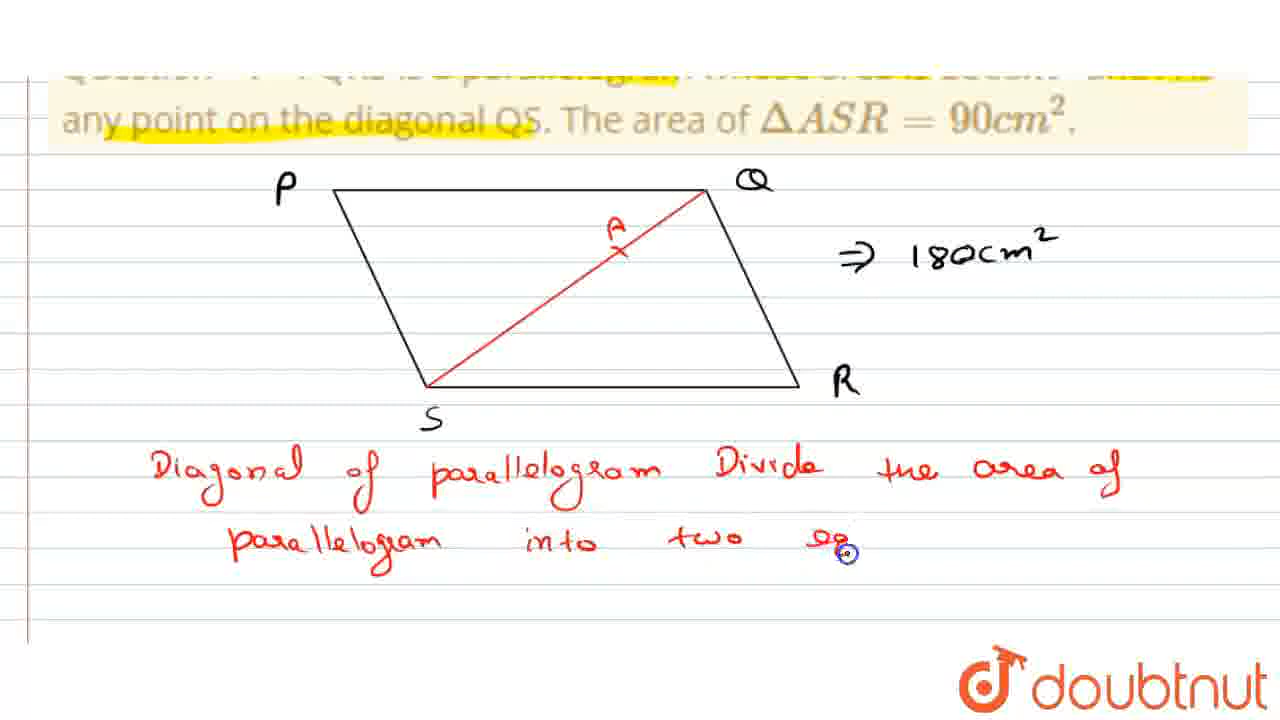 any point on the diagonal QS. The area of ΔASR = 90cm².
P
Q
A
⇒ 180cm²
R
S
Diagonal of parallelogram Divide the area of
parallelogram into two eq
doubtnut